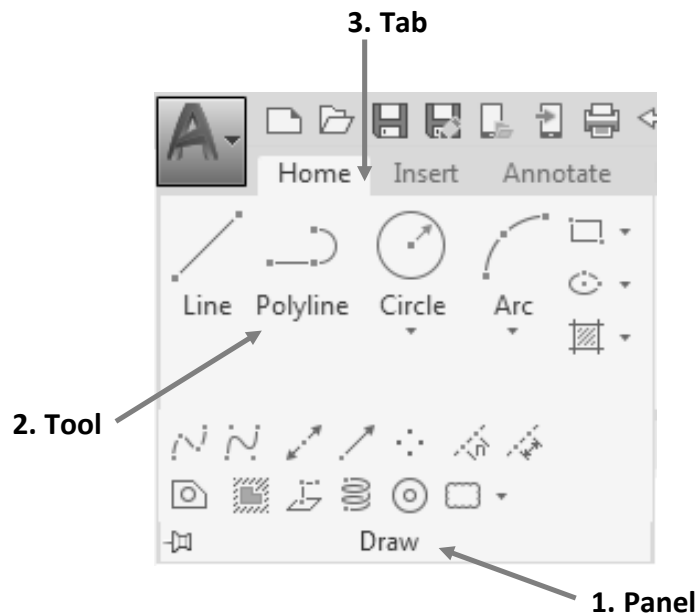 3. Tab
Home Insert Annotate
Line Polyline Circle Arc
2. Tool
Draw
1. Panel